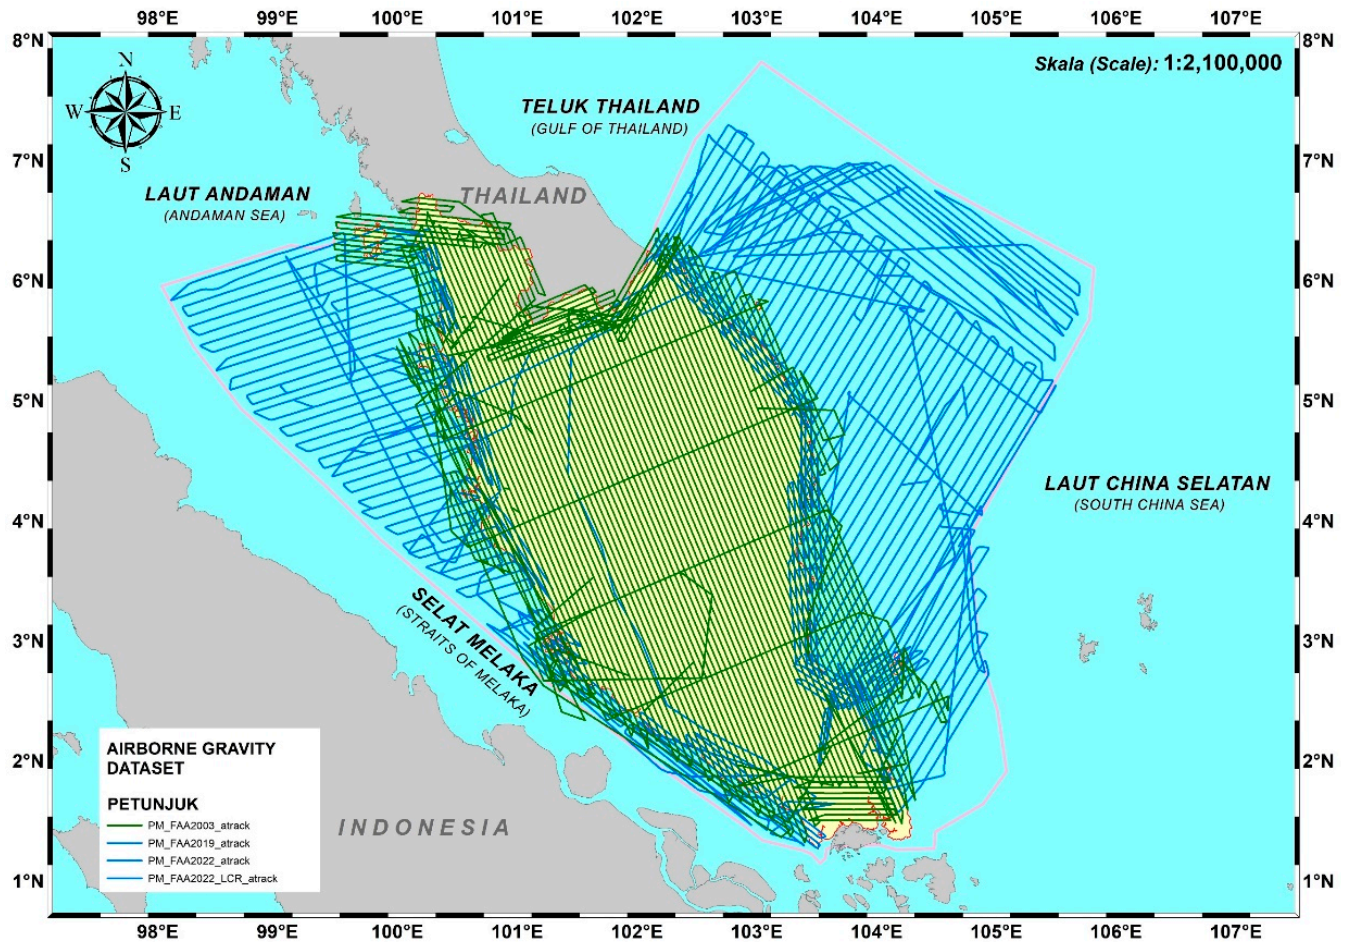 98°E 99°E 100°E 101°E 102°E 103°E 104°E 105°E 106°E 107°E
8°N 8°N
Skala (Scale): 1:2,100,000
N
W E
S
TELUK THAILAND
(GULF OF THAILAND)
7°N 7°N
LAUT ANDAMAN
(ANDAMAN SEA)
THAILAND
6°N 6°N
5°N 5°N
LAUT CHINA SELATAN
(SOUTH CHINA SEA)
4°N 4°N
SELAT MELAKA
(STRAITS OF MELAKA)
3°N 3°N
2°N 2°N
AIRBORNE GRAVITY
DATASET
PETUNJUK
PM_FAA2003_atrack
PM_FAA2019_atrack
PM_FAA2022_atrack
PM_FAA2022_LCR_atrack
INDONESIA
1°N 1°N
98°E 99°E 100°E 101°E 102°E 103°E 104°E 105°E 106°E 107°E